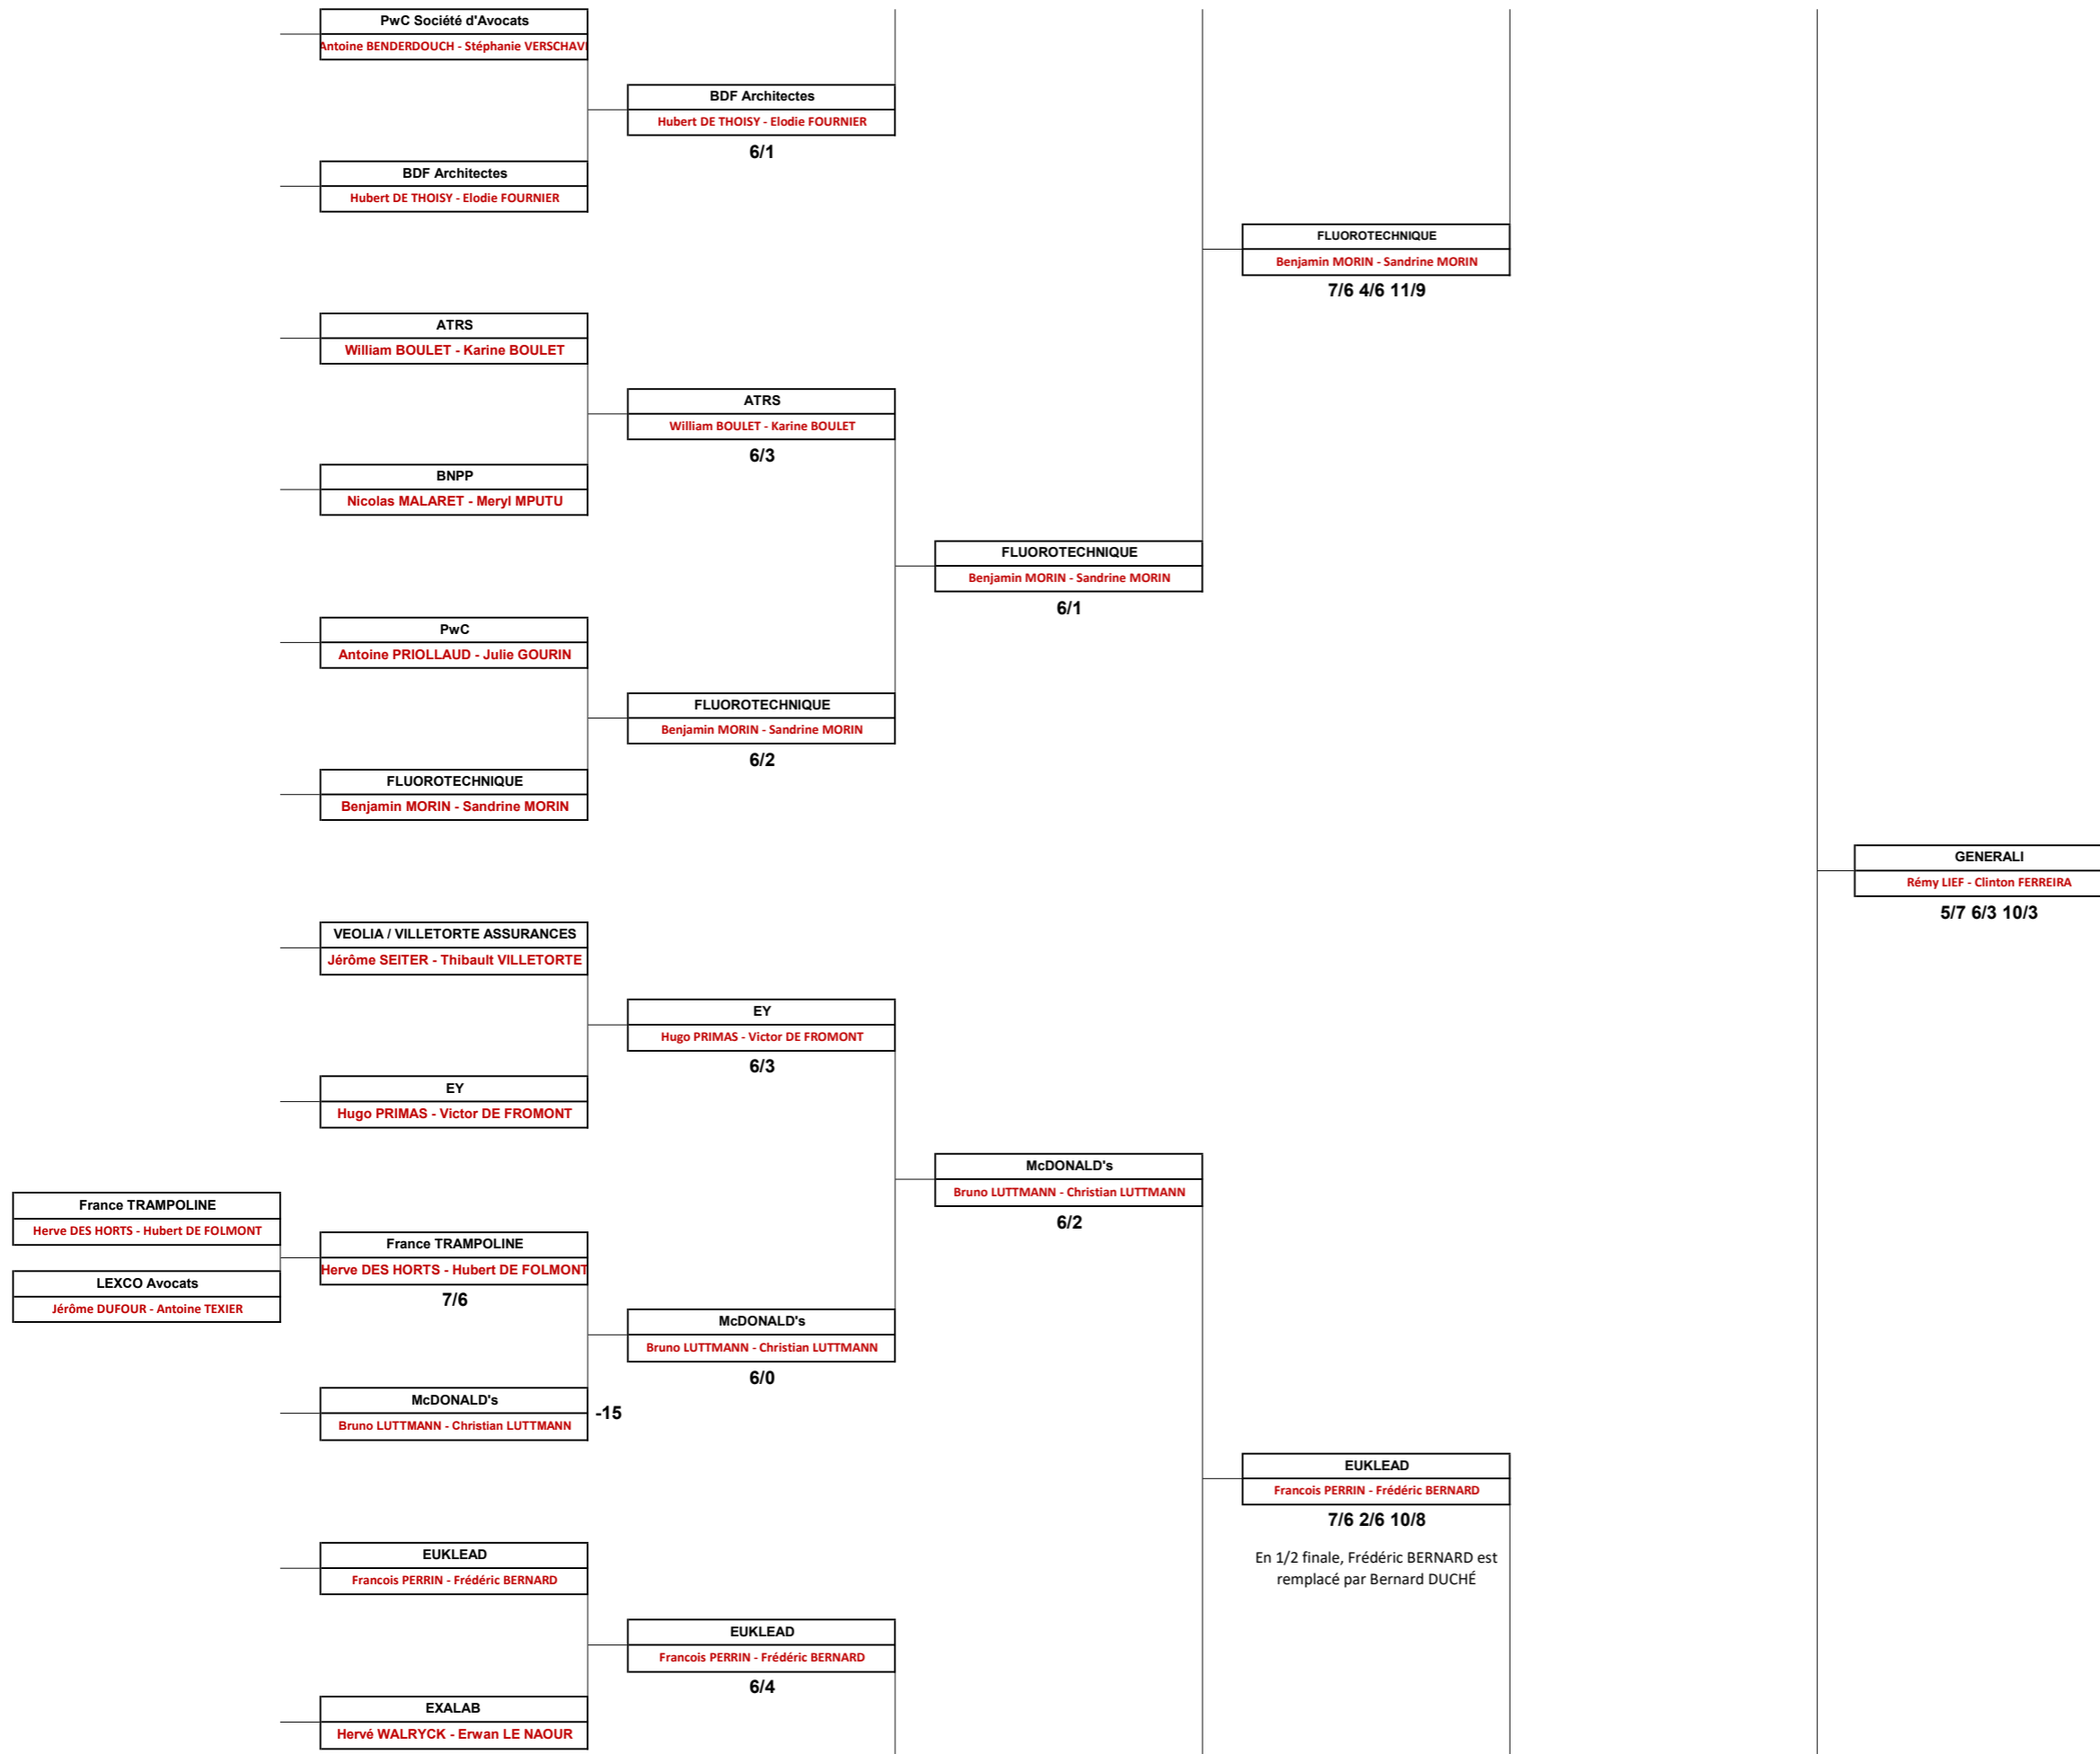 PwC Société d'Avocats
Antoine BENDERDOUCH - Stéphanie
BDF Architectes
Hubert DE THOISY - Elodie FOURNIER
6/1
BDF Architectes
Hubert DE THOISY - Elodie FOURNIER
FLUOROTECHNIQUE
Benjamin MORIN - Sandrine MORIN
7/6 4/6 11/9
ATRS
William BOULET - Karine BOULET
ATRS
William BOULET - Karine BOULET
6/3
BNPP
Nicolas MALARET - Meryl MPUTU
FLUOROTECHNIQUE
Benjamin MORIN - Sandrine MORIN
6/1
PwC
Antoine PRIOLLAUD - Julie GOURIN
FLUOROTECHNIQUE
Benjamin MORIN - Sandrine MORIN
6/2
FLUOROTECHNIQUE
Benjamin MORIN - Sandrine MORIN
GENERALI
Rémy LIEF - Clinton FERREIRA
5/7 6/3 10/3
VEOLIA / VILLETORTE ASSURANCES
Jérôme SEITER - Thibault VILLETORTE
EY
Hugo PRIMAS - Victor DE FROMONT
6/3
EY
Hugo PRIMAS - Victor DE FROMONT
McDONALD's
Bruno LUTTMANN - Christian LUTTMANN
6/2
France TRAMPOLINE
Herve DES HORTS - Hubert DE FOLMONT
France TRAMPOLINE
Herve DES HORTS - Hubert DE FOLMONT
7/6
LEXCO Avocats
Jérôme DUFOUR - Antoine TEXIER
McDONALD's
Bruno LUTTMANN - Christian LUTTMANN
6/0
McDONALD's
Bruno LUTTMANN - Christian LUTTMANN
-15
EUKLEAD
Francois PERRIN - Frédéric BERNARD
7/6 2/6 10/8
En 1/2 finale, Frédéric BERNARD est
remplacé par Bernard DUCHÉ
EUKLEAD
Francois PERRIN - Frédéric BERNARD
EUKLEAD
Francois PERRIN - Frédéric BERNARD
6/4
EXALAB
Hervé WALRYCK - Erwan LE NAOUR